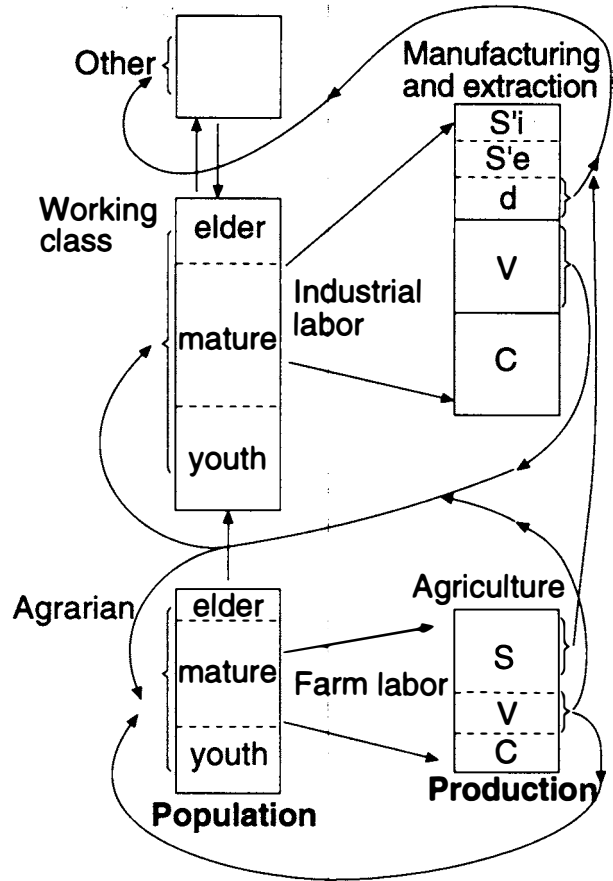 Other
Manufacturing
and extraction
S'i
S'e
d
V
C
Working
class
elder
mature
youth
Industrial
labor
Agrarian
elder
mature
youth
Farm labor
Agriculture
S
V
C
Population
Production